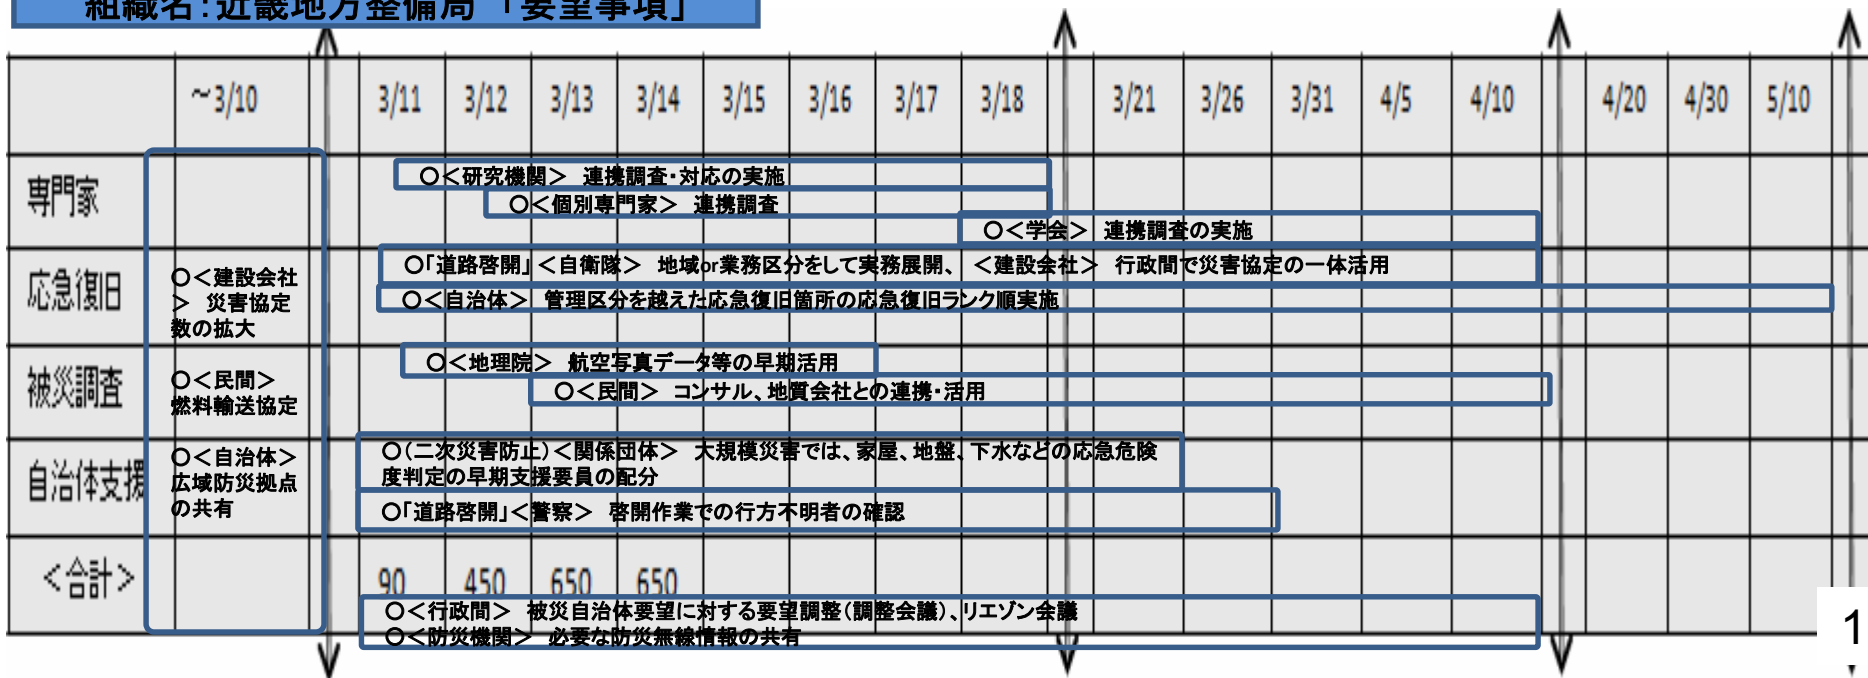 組織名:近畿地方整備局 「要望事項」
～3/10 3/11 3/12 3/13 3/14 3/15 3/16 3/17 3/18 3/21 3/26 3/31 4/5 4/10 4/20 4/30 5/10
専門家
○＜研究機関＞ 連携調査・対応の実施
○＜個別専門家＞ 連携調査
○＜学会＞ 連携調査の実施
応急復旧
○＜建設会社
＞ 災害協定
数の拡大
○「道路啓開」＜自衛隊＞ 地域or業務区分をして実務展開、 ＜建設会社＞ 行政間で災害協定の一体活用
○＜自治体＞ 管理区分を越えた応急復旧箇所の応急復旧ランク順実施
被災調査
○＜民間＞
燃料輸送協定
○＜地理院＞ 航空写真データ等の早期活用
○＜民間＞ コンサル、地質会社との連携・活用
自治体支援
○＜自治体＞
広域防災拠点
の共有
○（二次災害防止）＜関係団体＞ 大規模災害では、家屋、地盤、下水などの応急危険
度判定の早期支援要員の配分
○「道路啓開」＜警察＞ 啓開作業での行方不明者の確認
＜合計＞ 90 450 650 650
○＜行政間＞ 被災自治体要望に対する要望調整（調整会議）、リエゾン会議
○＜防災機関＞ 必要な防災無線情報の共有
1